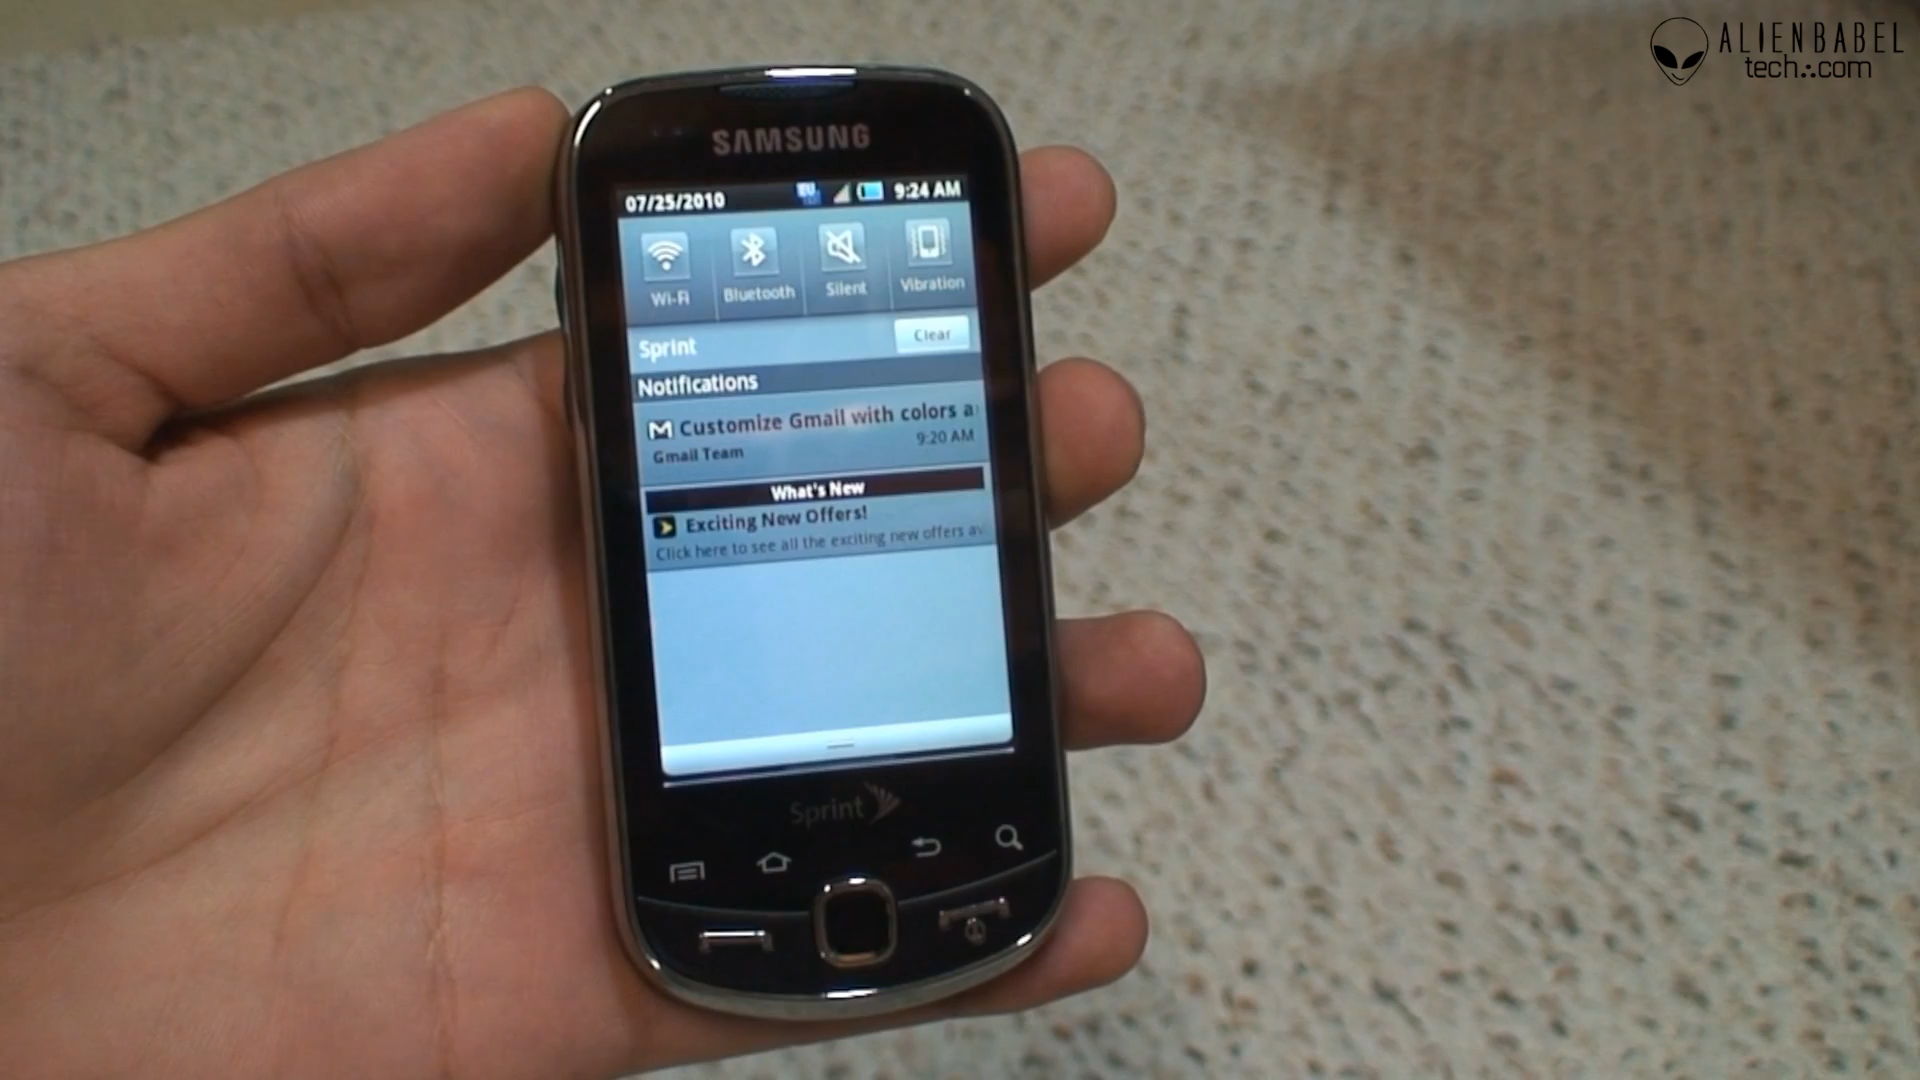 ALIENBABEL
tech.com
SAMSUNG
07/25/2010 9:24 AM
Wi-Fi Bluetooth Silent Vibration
Sprint Clear
Notifications
Customize Gmail with colors a
9:20 AM
Gmail Team
What's New
Exciting New Offers!
Click here to see all the exciting new offers av
Sprint